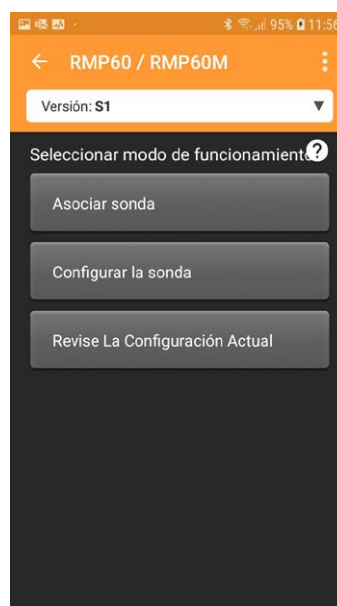 95% 11:56
RMP60 / RMP60M
Versión: S1
Seleccionar modo de funcionamient
?
Asociar sonda
Configurar la sonda
Revise La Configuración Actual